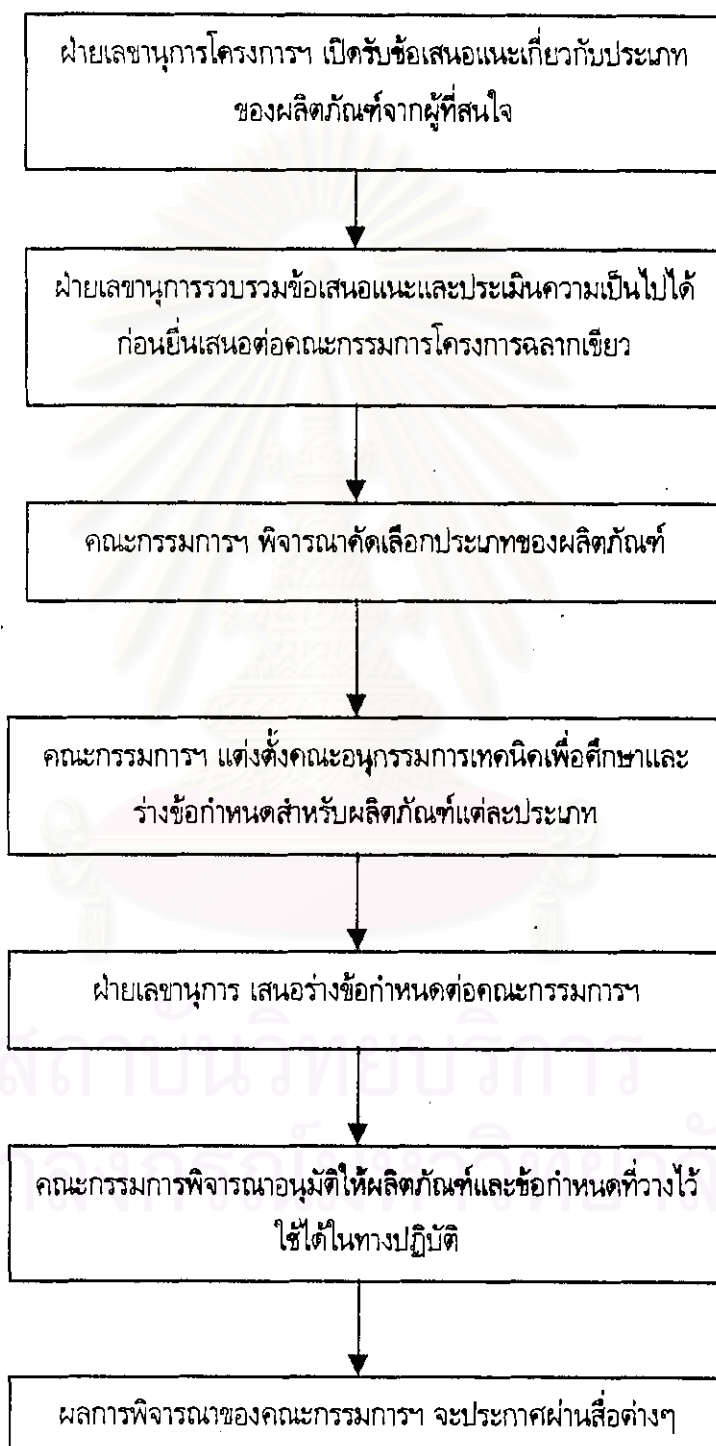 ฝ่ายเลขานุการโครงการฯ เปิดรับข้อเสนอแนะเกี่ยวกับประเภท
ของผลิตภัณฑ์จากผู้ที่สนใจ
ฝ่ายเลขานุการรวบรวมข้อเสนอแนะและประเมินความเป็นไปได้
ก่อนยื่นเสนอต่อคณะกรรมการโครงการฉลากเขียว
คณะกรรมการฯ พิจารณาคัดเลือกประเภทของผลิตภัณฑ์
คณะกรรมการฯ แต่งตั้งคณะอนุกรรมการเทคนิคเพื่อศึกษาและ
ร่างข้อกำหนดสำหรับผลิตภัณฑ์แต่ละประเภท
ฝ่ายเลขานุการ เสนอร่างข้อกำหนดต่อคณะกรรมการฯ
สถาบันวิทยบริการ
คณะกรรมการพิจารณาอนุมัติให้ผลิตภัณฑ์และข้อกำหนดที่วางไว้
ใช้ได้ในทางปฏิบัติ
ผลการพิจารณาของคณะกรรมการฯ จะประกาศผ่านสื่อต่างๆ